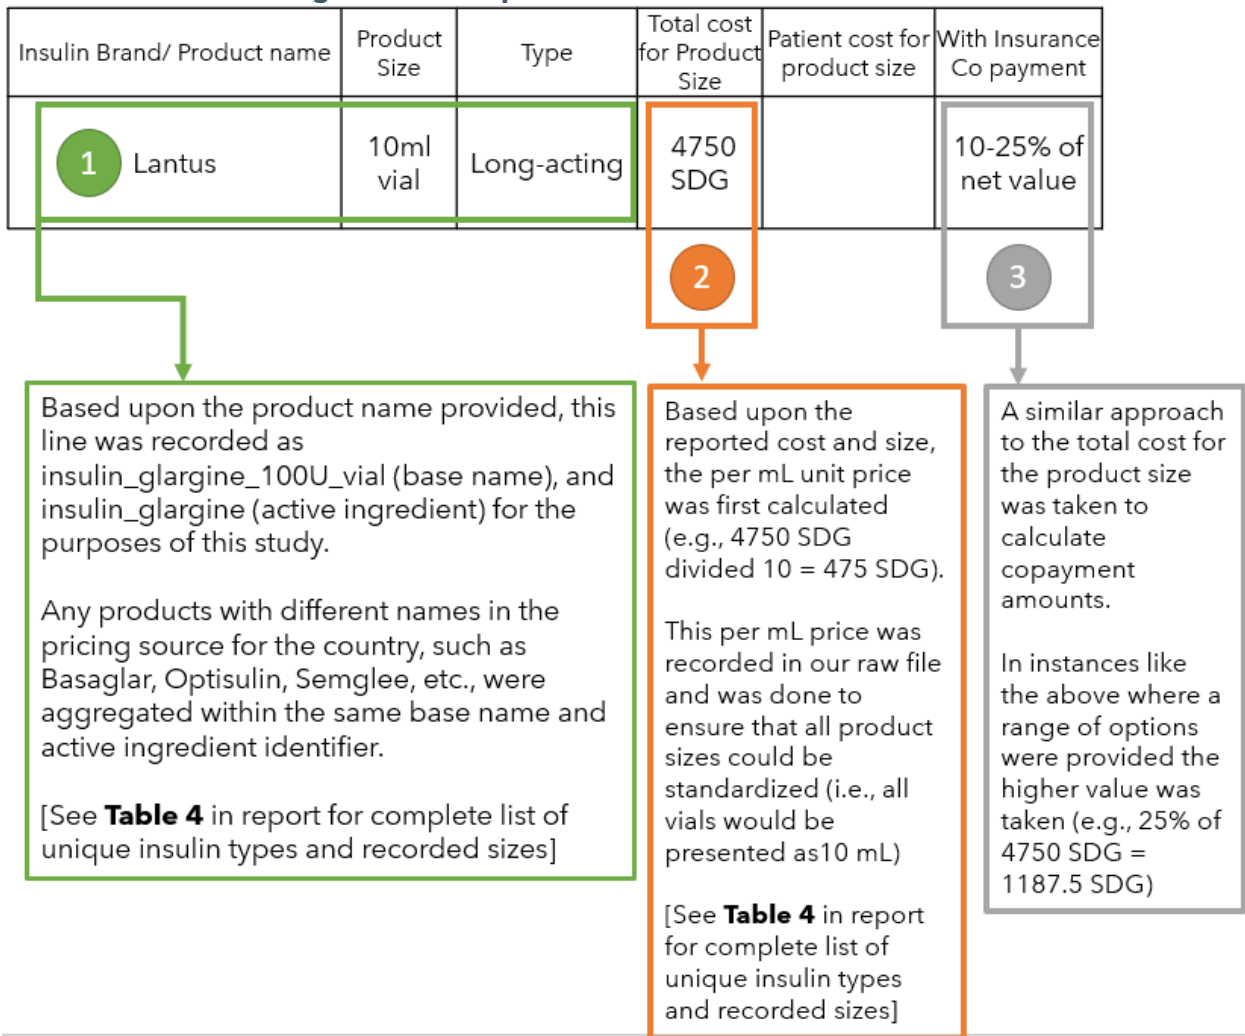 Insulin Brand/ Product name
Product
Size
Type
Total cost
for Product
Size
Patient cost for
product size
With Insurance
Co payment
1
Lantus
10ml
vial
Long-acting
4750
SDG
10-25% of
net value
2
3
Based upon the product name provided, this
line was recorded as
insulin_glargine_100U_vial (base name), and
insulin_glargine (active ingredient) for the
purposes of this study.
Any products with different names in the
pricing source for the country, such as
Basaglar, Optisulin, Semglee, etc., were
aggregated within the same base name and
active ingredient identifier.
[See Table 4 in report for complete list of
unique insulin types and recorded sizes]
Based upon the
reported cost and size,
the per mL unit price
was first calculated
(e.g., 4750 SDG
divided 10 = 475 SDG).
This per mL price was
recorded in our raw file
and was done to
ensure that all product
sizes could be
standardized (i.e., all
vials would be
presented as10 mL)
[See Table 4 in report
for complete list of
unique insulin types
and recorded sizes]
A similar approach
to the total cost for
the product size
was taken to
calculate
copayment
amounts.
In instances like
the above where a
range of options
were provided the
higher value was
taken (e.g., 25% of
4750 SDG =
1187.5 SDG)